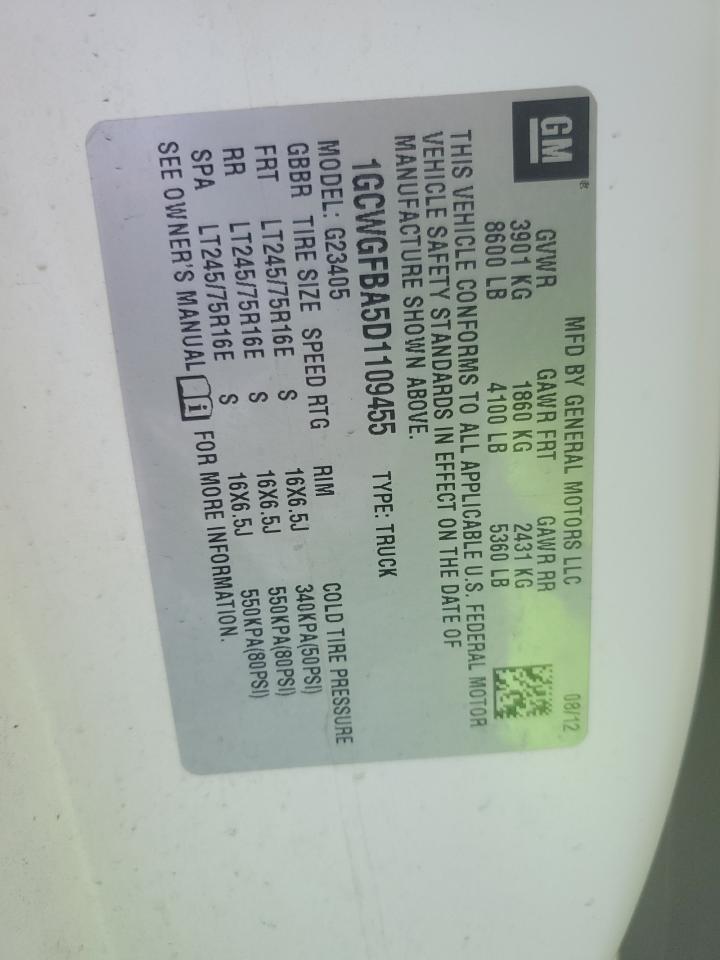 GM
MFD BY GENERAL MOTORS LLC 08/12
GVWR GAWR FRT GAWR RR
3901 KG 1860 KG 2431 KG
8600 LB 4100 LB 5360 LB
THIS VEHICLE CONFORMS TO ALL APPLICABLE U.S. FEDERAL MOTOR
VEHICLE SAFETY STANDARDS IN EFFECT ON THE DATE OF
MANUFACTURE SHOWN ABOVE.
1GCWGFBA5D1109455 TYPE: TRUCK
MODEL: G23405
GBBR TIRE SIZE SPEED RTG RIM COLD TIRE PRESSURE
FRT LT245/75R16E S 16X6.5J 340KPA(50PSI)
RR LT245/75R16E S 16X6.5J 550KPA(80PSI)
SPA LT245/75R16E S 16X6.5J 550KPA(80PSI)
SEE OWNER'S MANUAL i FOR MORE INFORMATION.